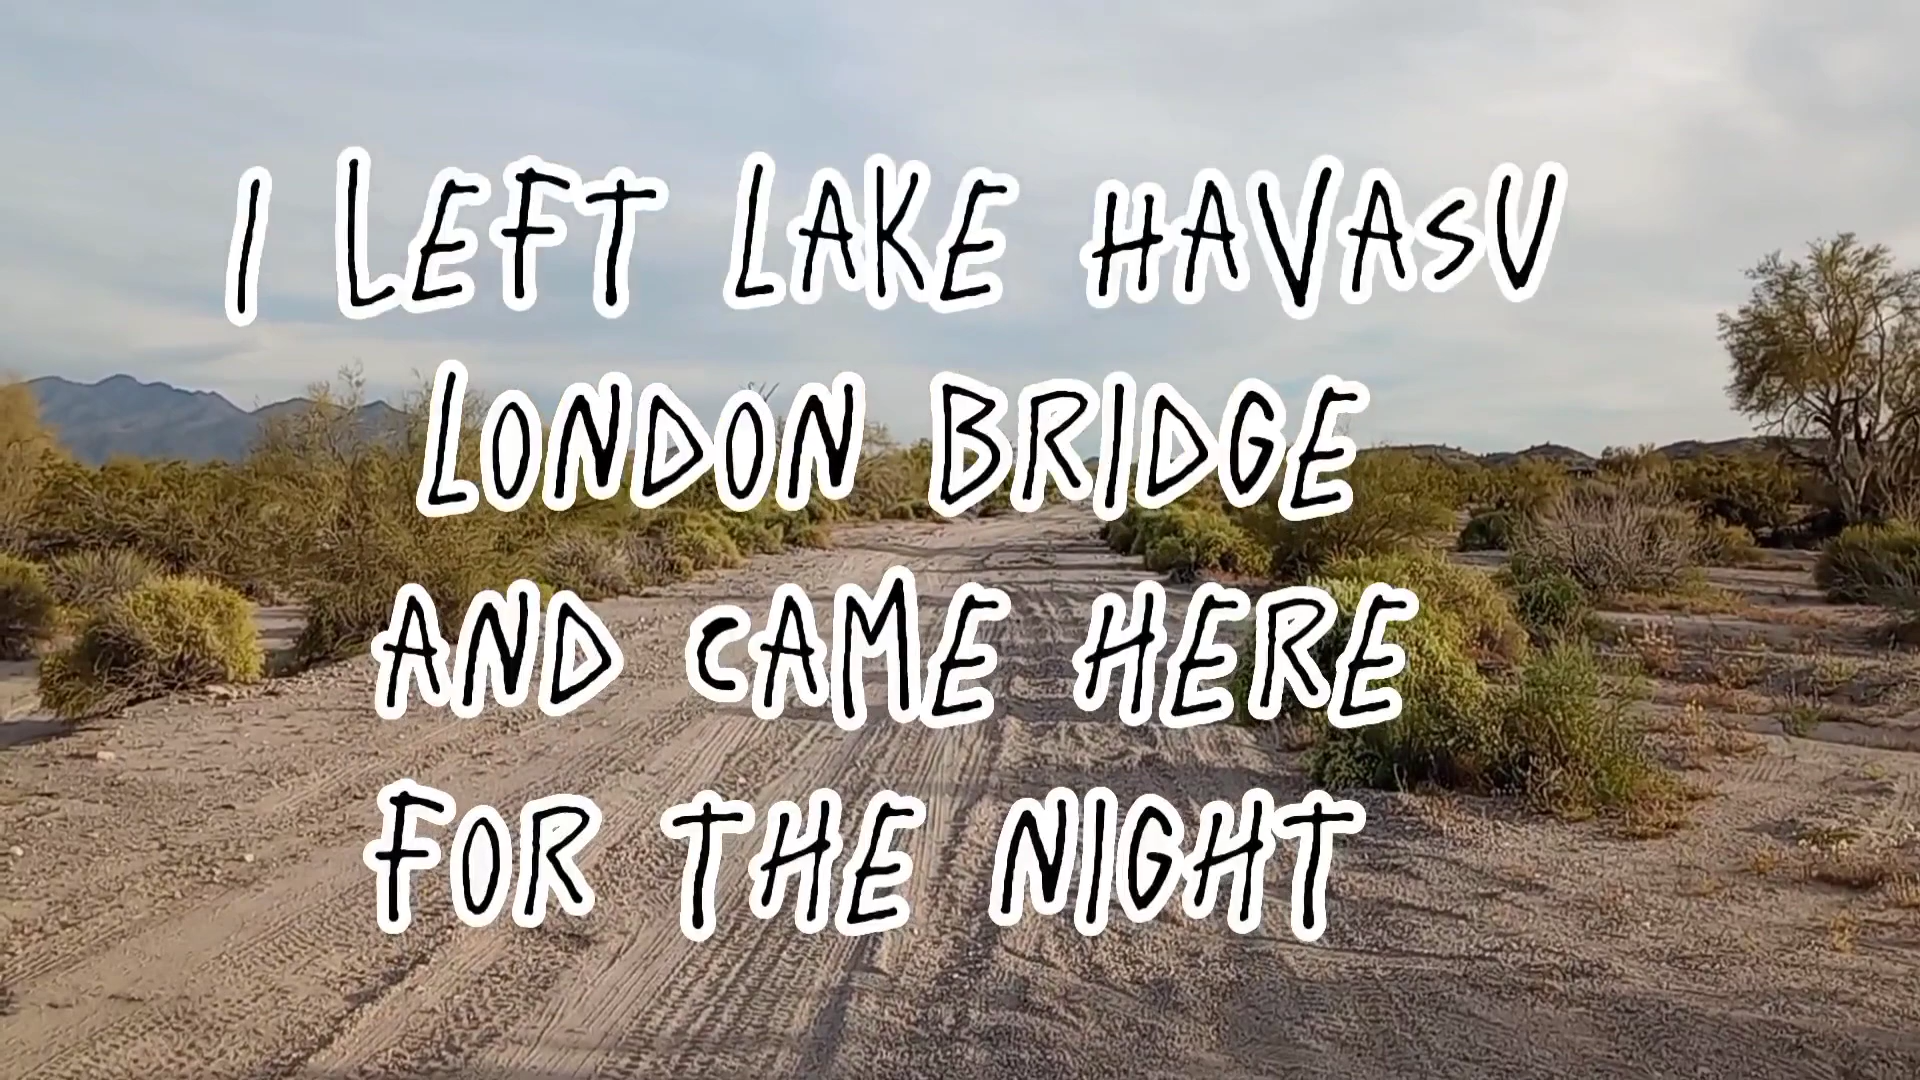 I LEFT LAKE HAVASU
LONDON BRIDGE
AND CAME HERE
FOR THE NIGHT